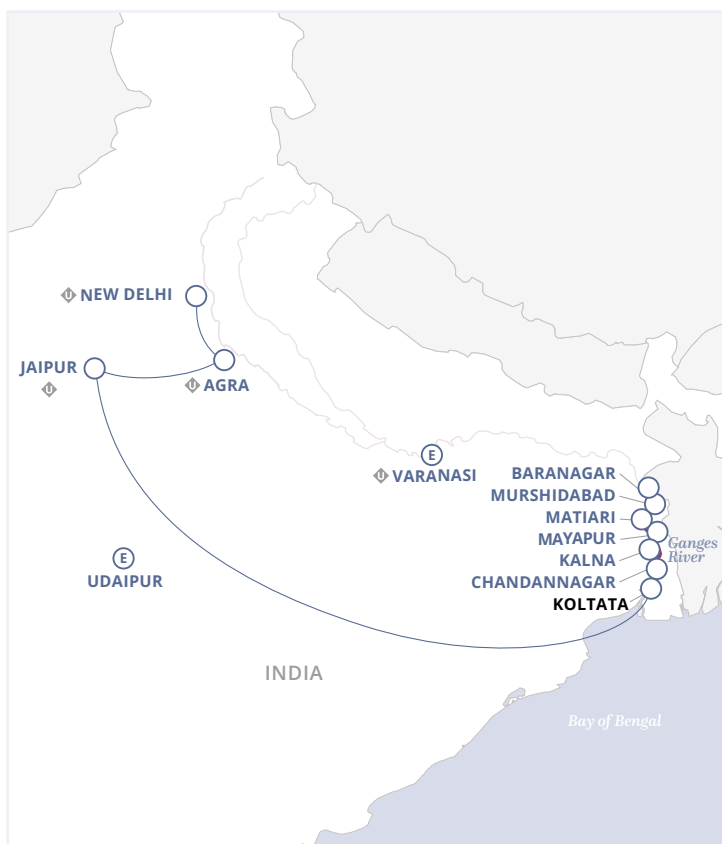 U NEW DELHI
JAIPUR
U
U AGRA
E
U VARANASI
BARANAGAR
MURSHIDABAD
MATIARI
MAYAPUR
Ganges
River
KALNA
CHANDANNAGAR
KOLTATA
E
UDAIPUR
INDIA
Bay of Bengal